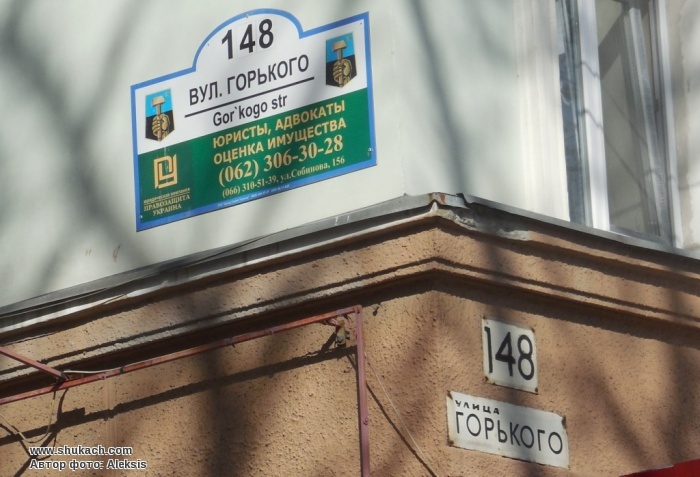 148
ВУЛ. ГОРЬКОГО
Gor`kogo str
ЮРИСТЫ, АДВОКАТЫ
ОЦЕНКА ИМУЩЕСТВА
(062) 306-30-28
(066) 310-51-39, ул.Собинова, 156
ПРАВОЗАЩИТА
УКРАИНА
148
УЛИЦА
ГОРЬКОГО
www.shukach.com
Автор фото: Aleksis